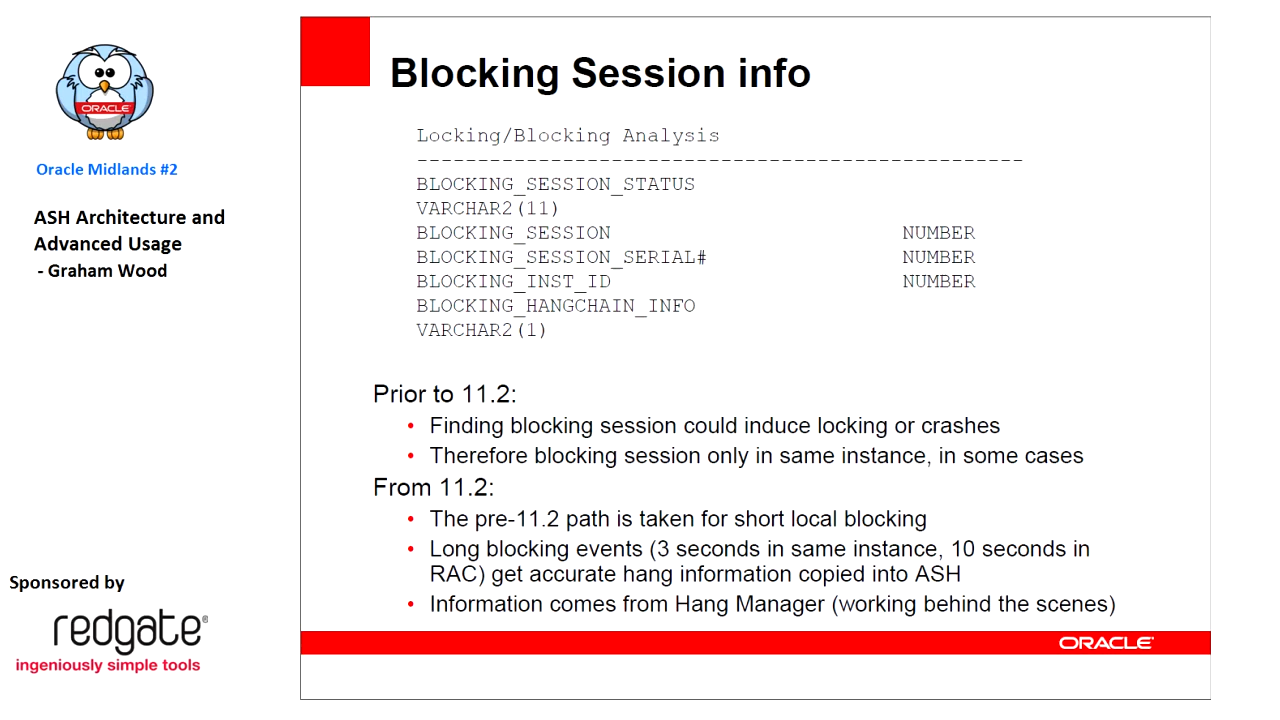 ORACLE
Oracle Midlands #2
ASH Architecture and
Advanced Usage
- Graham Wood
Sponsored by
redgate®
ingeniously simple tools
Blocking Session info
Locking/Blocking Analysis
--------------------------------------------------
BLOCKING_SESSION_STATUS
VARCHAR2(11)
BLOCKING_SESSION NUMBER
BLOCKING_SESSION_SERIAL# NUMBER
BLOCKING_INST_ID NUMBER
BLOCKING_HANGCHAIN_INFO
VARCHAR2(1)
Prior to 11.2:
• Finding blocking session could induce locking or crashes
• Therefore blocking session only in same instance, in some cases
From 11.2:
• The pre-11.2 path is taken for short local blocking
• Long blocking events (3 seconds in same instance, 10 seconds in
RAC) get accurate hang information copied into ASH
• Information comes from Hang Manager (working behind the scenes)
ORACLE